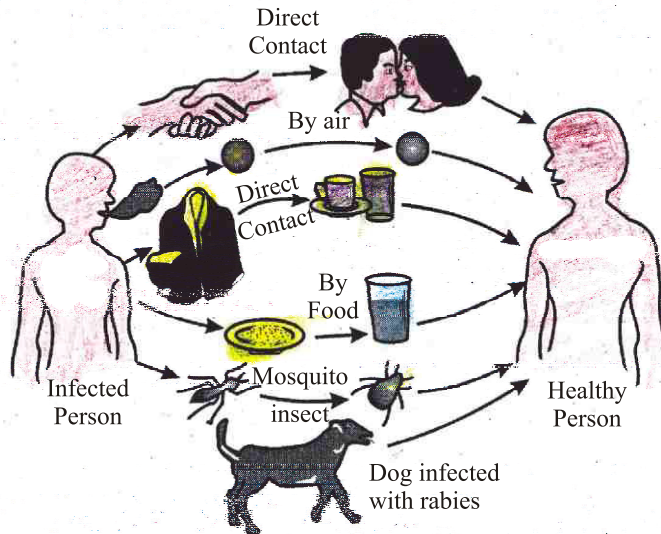 Direct
Contact
By air
Direct
Contact
By
Food
Infected
Person
Mosquito
insect
Healthy
Person
Dog infected
with rabies